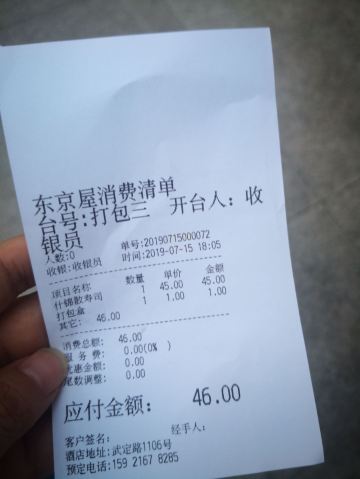 东京屋消费清单
台号:打包三 开台人: 收
银员
人数:0 单号:20190715000072
收银:收银员 时间:2019-07-15 18:05
项目名称 数量 单价 金额
什锦散寿司 1 45.00 45.00
打包盒 1 1.00 1.00
其它: 46.00
消费总额: 46.00
服 务 费: 0.00(0% )
优惠金额: 0.00
尾数调整: 0.00
应付金额: 46.00
客户签名: 经手人:
酒店地址:武定路1106号
预定电话:159 2167 8285